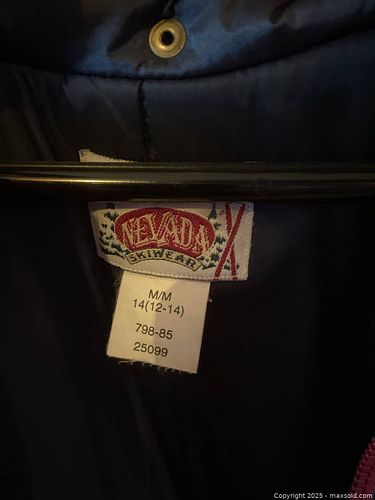 NEVADA
SKIWEAR
M/M
14(12-14)
798-85
25099
Copyright © 2025 - maxsold.com